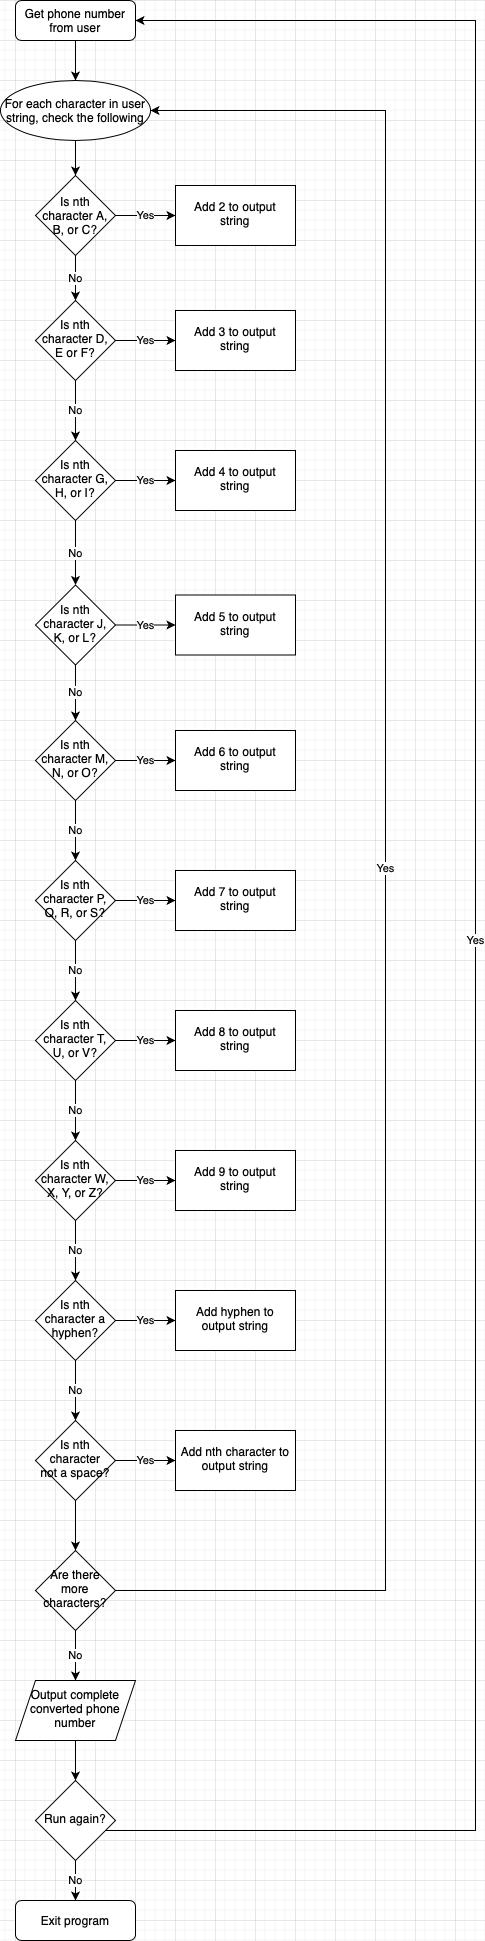 Get phone number
from user
For each character in user
string, check the following
Is nth
character A,
B, or C?
Yes
Add 2 to output
string
No
Is nth
character D,
E or F?
Yes
Add 3 to output
string
No
Is nth
character G,
H, or I?
Yes
Add 4 to output
string
No
Is nth
character J,
K, or L?
Yes
Add 5 to output
string
No
Is nth
character M,
N, or O?
Yes
Add 6 to output
string
No
Yes
Is nth
character P,
Q, R, or S?
Yes
Add 7 to output
string
Yes
No
Is nth
character T,
U, or V?
Yes
Add 8 to output
string
No
Is nth
character W,
X, Y, or Z?
Yes
Add 9 to output
string
No
Is nth
character a
hyphen?
Yes
Add hyphen to
output string
No
Is nth
character
not a space?
Yes
Add nth character to
output string
Are there
more
characters?
No
Output complete
converted phone
number
Run again?
No
Exit program